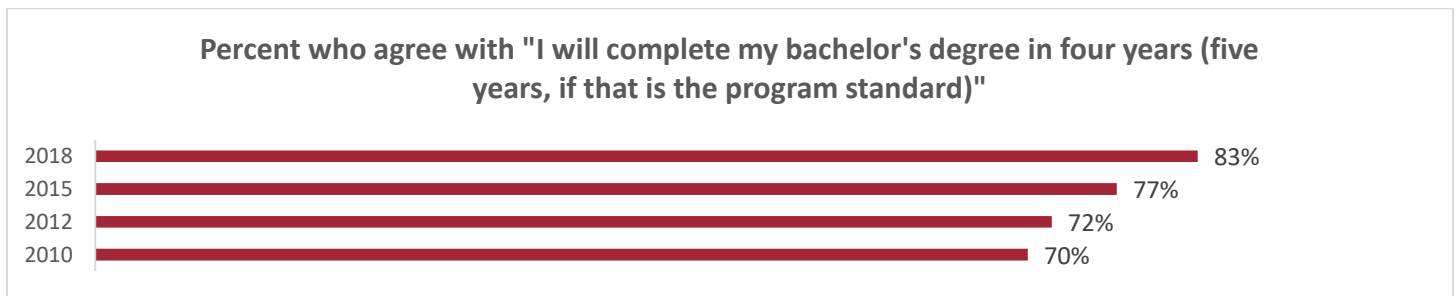 Percent who agree with "I will complete my bachelor's degree in four years (five
years, if that is the program standard)"
2018 83%
2015 77%
2012 72%
2010 70%